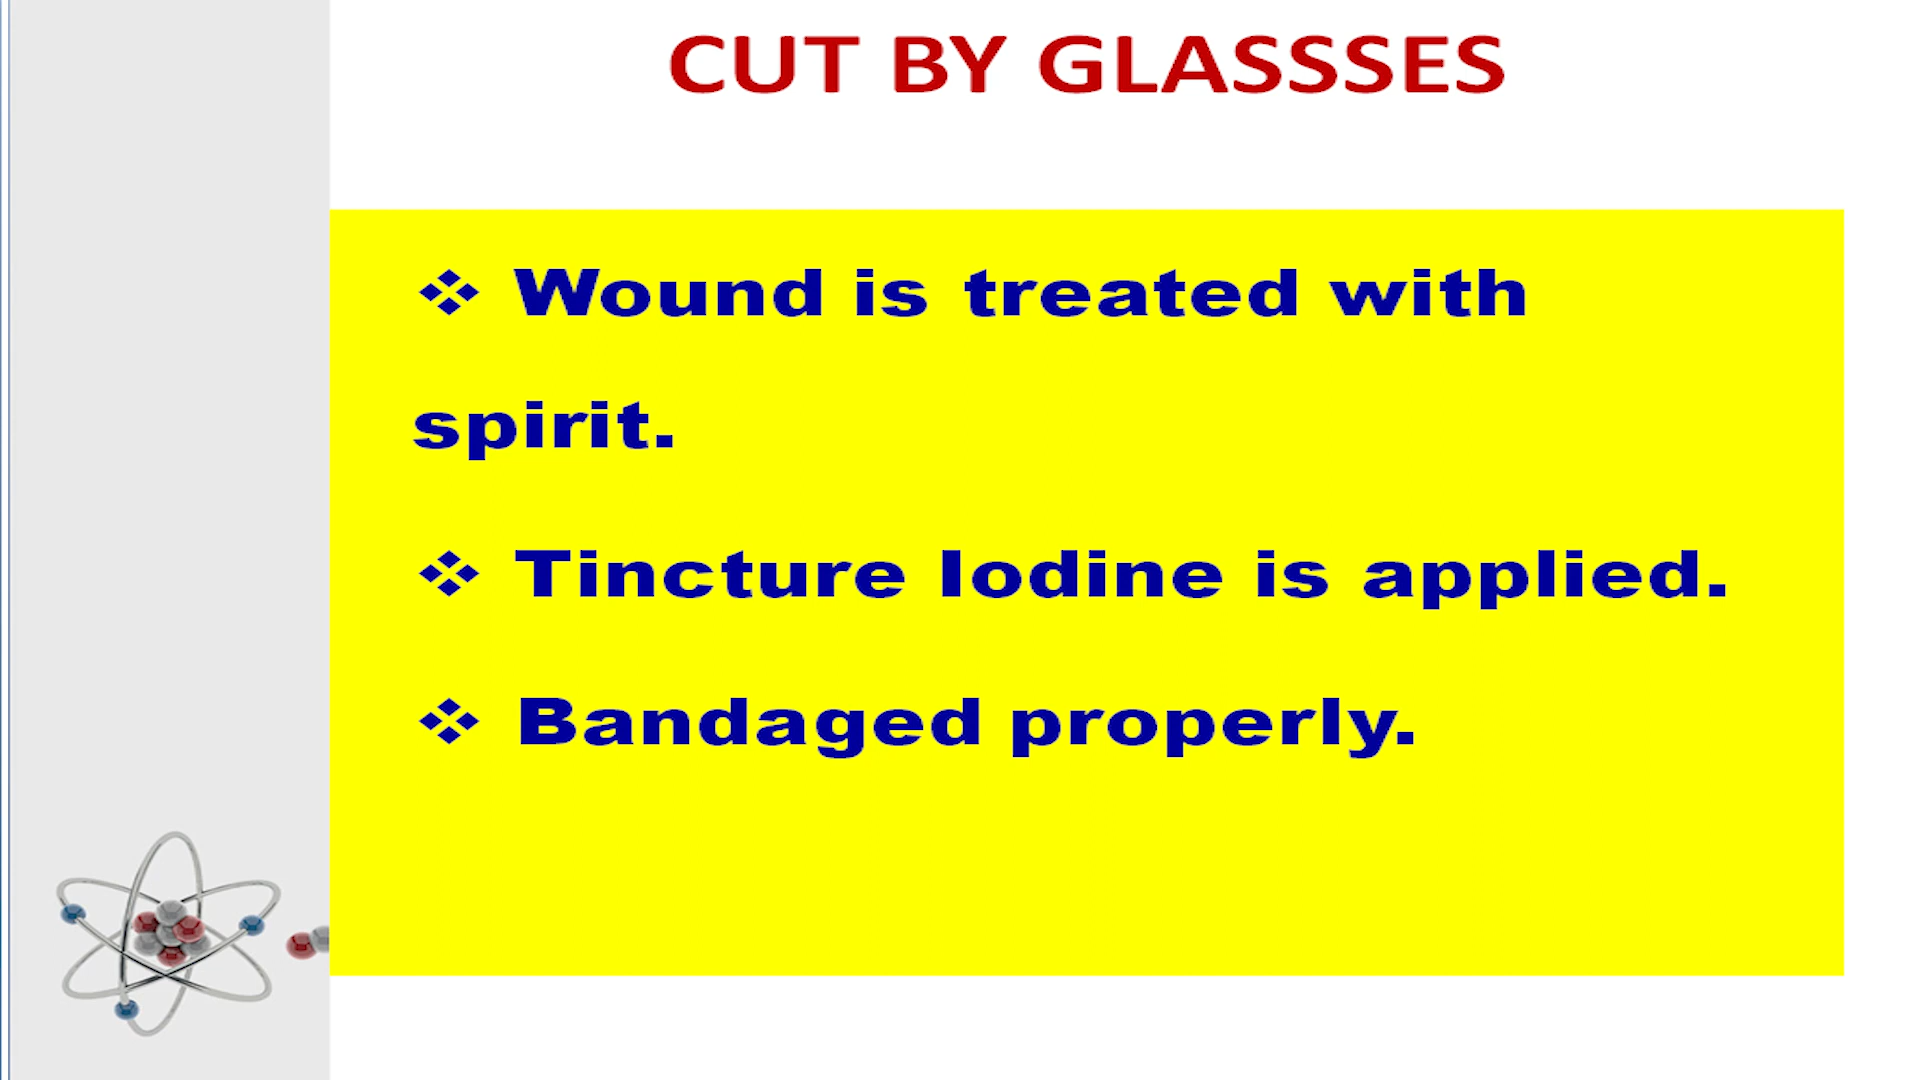 CUT BY GLASSSES
❖ Wound is treated with
spirit.
❖ Tincture Iodine is applied.
❖ Bandaged properly.